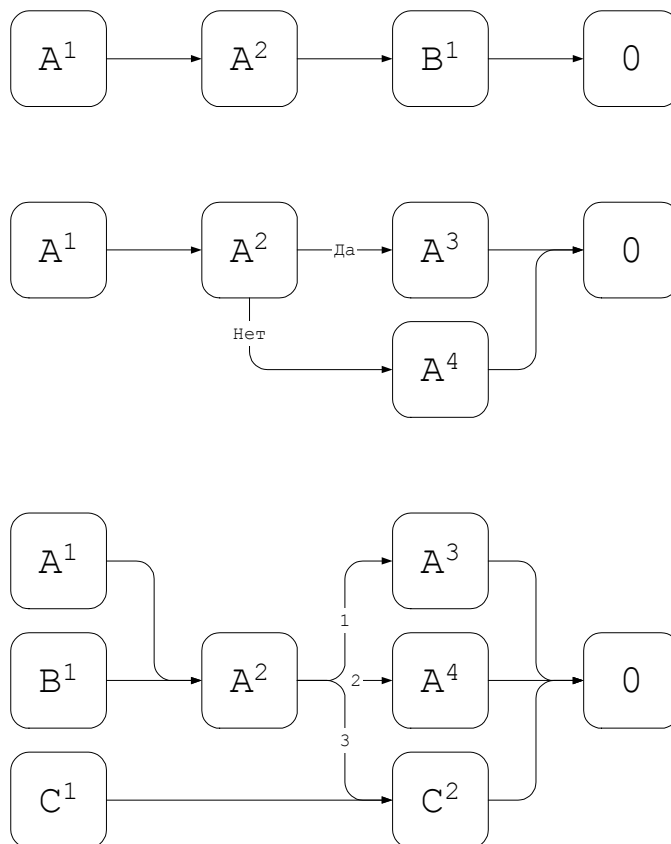 A¹ A² B¹ 0
A¹ A² Да A³ 0
Нет
A⁴
A¹ A³
1
B¹ A² 2 A⁴ 0
3
C¹ C²